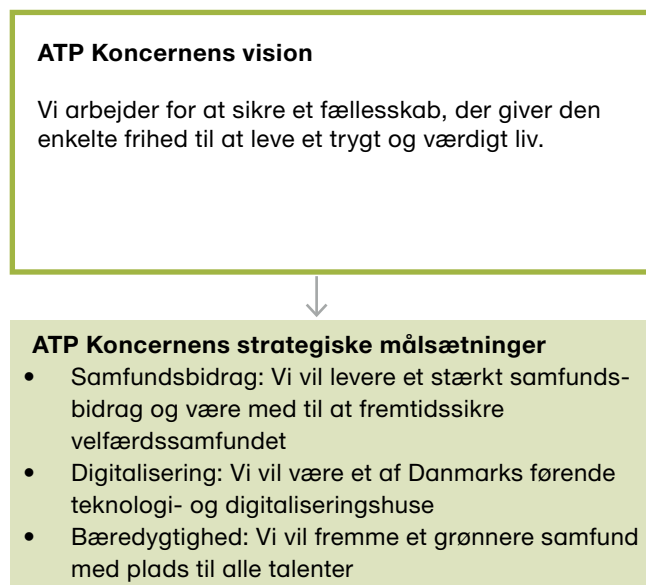 ATP Koncernens vision
Vi arbejder for at sikre et fællesskab, der giver den
enkelte frihed til at leve et trygt og værdigt liv.
ATP Koncernens strategiske målsætninger
• Samfundsbidrag: Vi vil levere et stærkt samfunds-
bidrag og være med til at fremtidssikre
velfærdssamfundet
• Digitalisering: Vi vil være et af Danmarks førende
teknologi- og digitaliseringshuse
• Bæredygtighed: Vi vil fremme et grønnere samfund
med plads til alle talenter